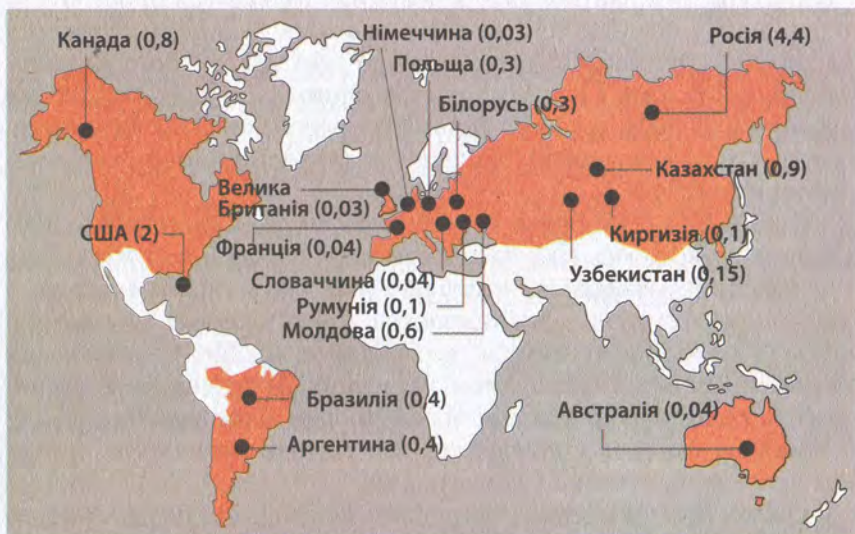 Німеччина (0,03)
Канада (0,8)
Росія (4,4)
Польща (0,3)
Білорусь (0,3)
Казахстан (0,9)
Велика
Британія (0,03)
США (2)
Франція (0,04)
Киргизія (0,1)
Словаччина (0,04)
Узбекистан (0,15)
Румунія (0,1)
Молдова (0,6)
Бразилія (0,4)
Австралія (0,04)
Аргентина (0,4)